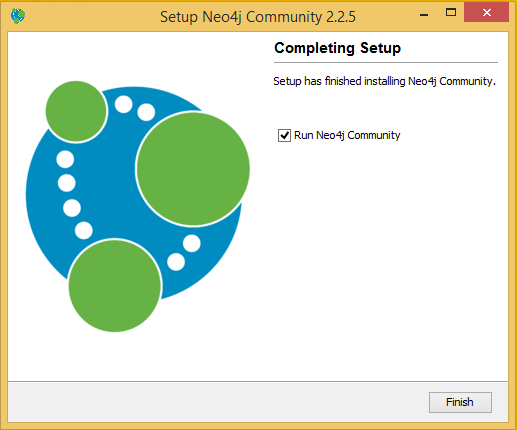 Setup Neo4j Community 2.2.5
Completing Setup
Setup has finished installing Neo4j Community.
Run Neo4j Community
Finish